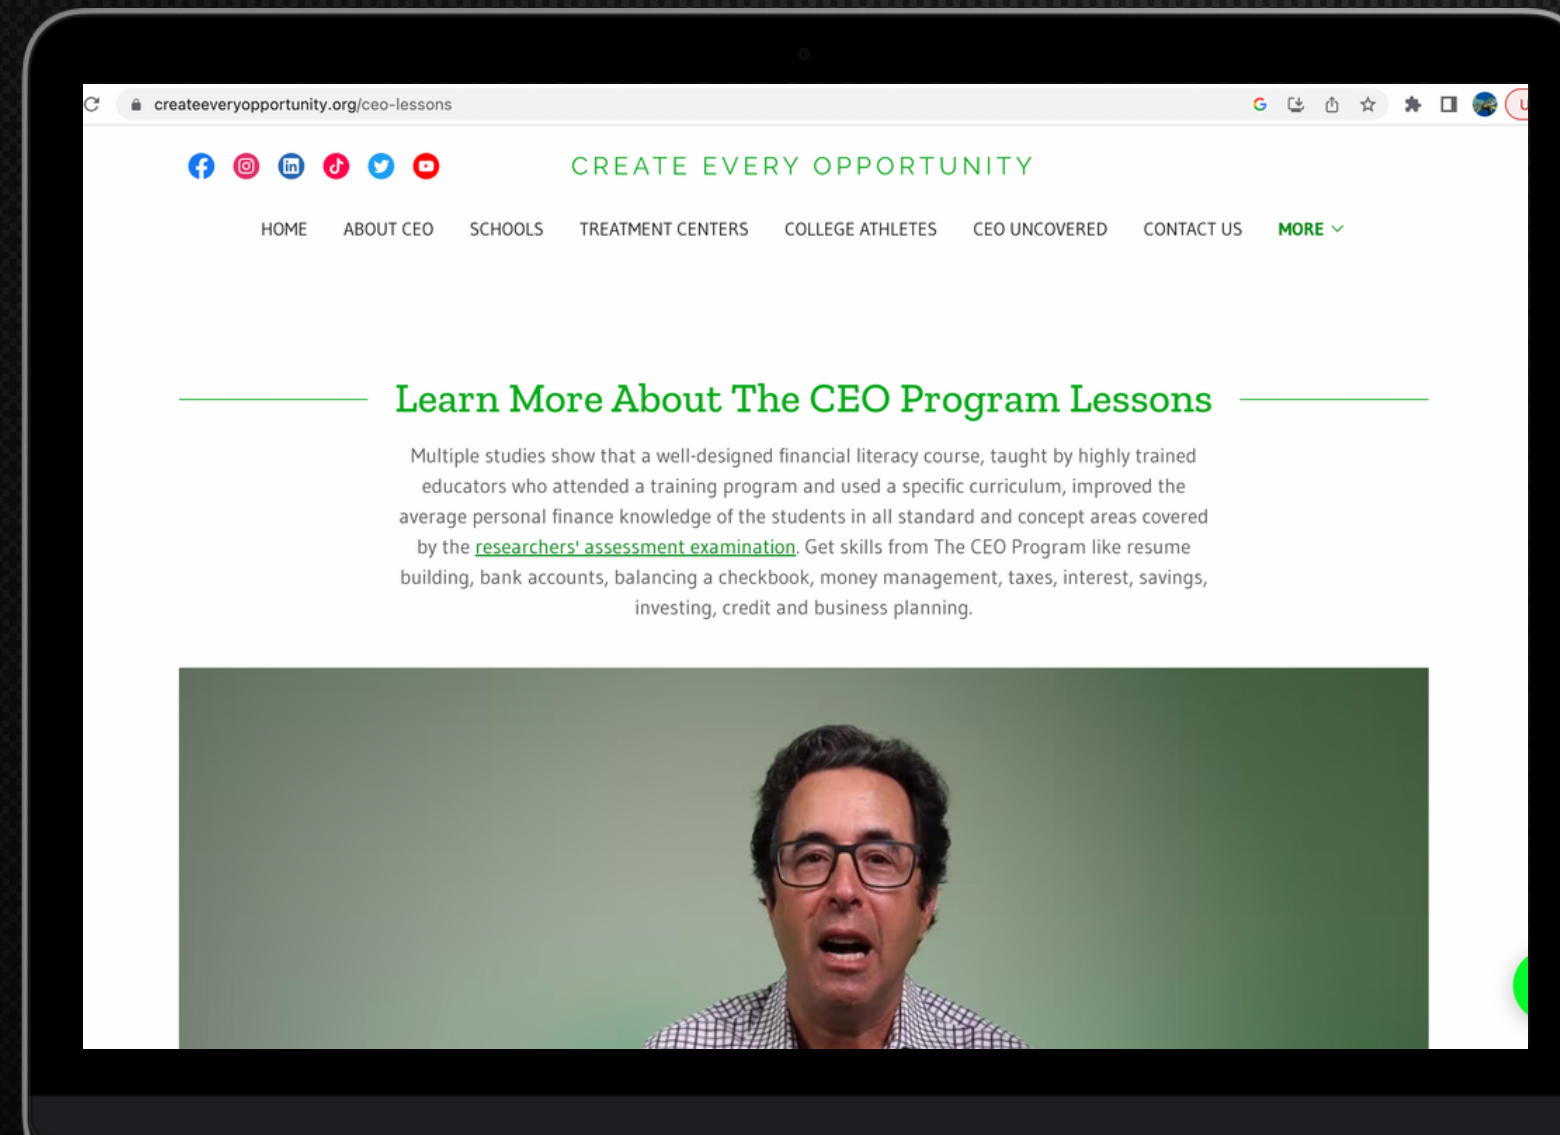 createeveryopportunity.org/ceo-lessons
CREATE EVERY OPPORTUNITY
HOME ABOUT CEO SCHOOLS TREATMENT CENTERS COLLEGE ATHLETES CEO UNCOVERED CONTACT US MORE
Learn More About The CEO Program Lessons
Multiple studies show that a well-designed financial literacy course, taught by highly trained
educators who attended a training program and used a specific curriculum, improved the
average personal finance knowledge of the students in all standard and concept areas covered
by the researchers' assessment examination. Get skills from The CEO Program like resume
building, bank accounts, balancing a checkbook, money management, taxes, interest, savings,
investing, credit and business planning.